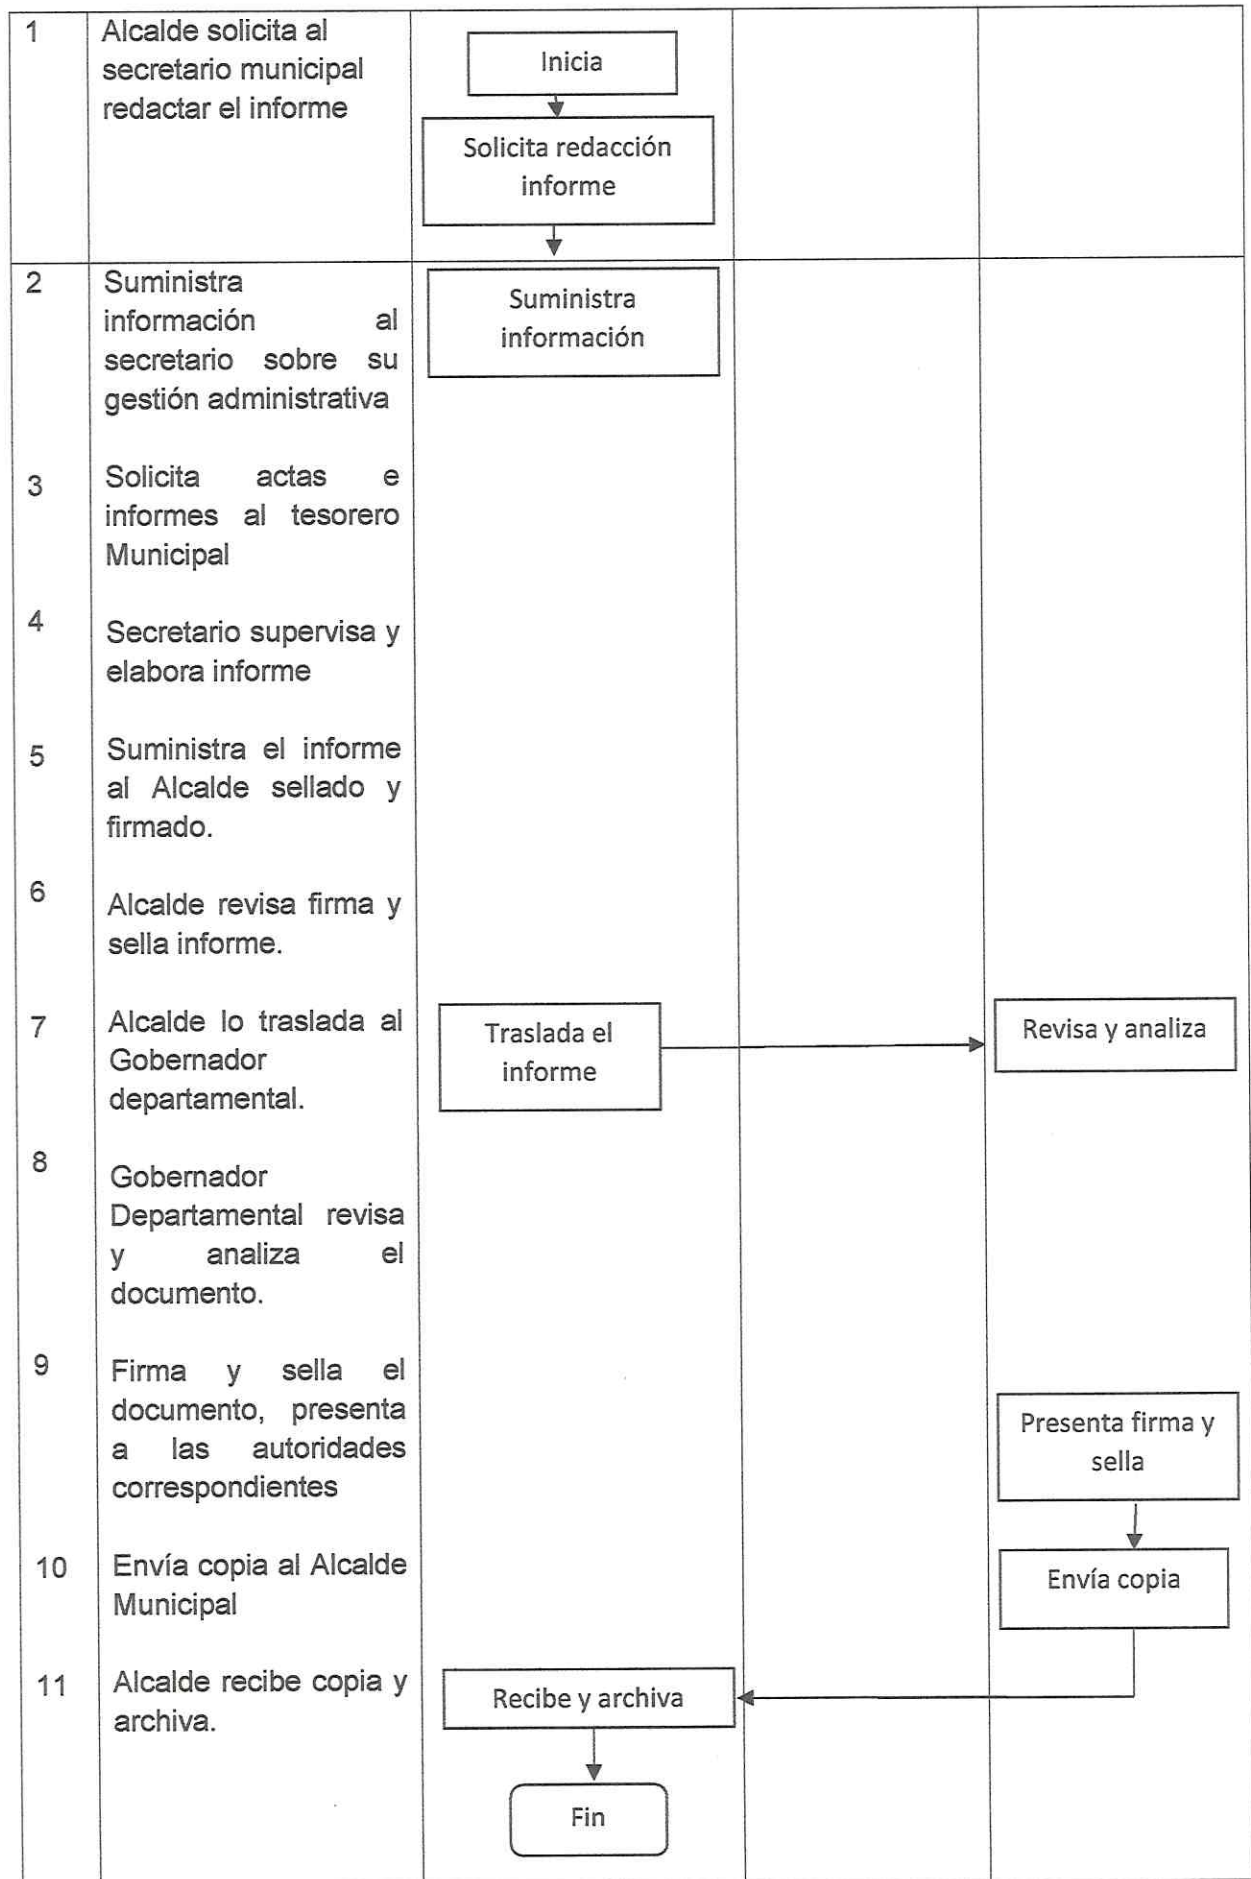 1
Alcalde solicita al
secretario municipal
redactar el informe
Inicia
Solicita redacción
informe
2
Suministra
información al
secretario sobre su
gestión administrativa
Suministra
información
3
Solicita actas e
informes al tesorero
Municipal
4
Secretario supervisa y
elabora informe
5
Suministra el informe
al Alcalde sellado y
firmado.
6
Alcalde revisa firma y
sella informe.
7
Alcalde lo traslada al
Gobernador
departamental.
Traslada el
informe
Revisa y analiza
8
Gobernador
Departamental revisa
y analiza el
documento.
9
Firma y sella el
documento, presenta
a las autoridades
correspondientes
Presenta firma y
sella
10
Envía copia al Alcalde
Municipal
Envía copia
11
Alcalde recibe copia y
archiva.
Recibe y archiva
Fin